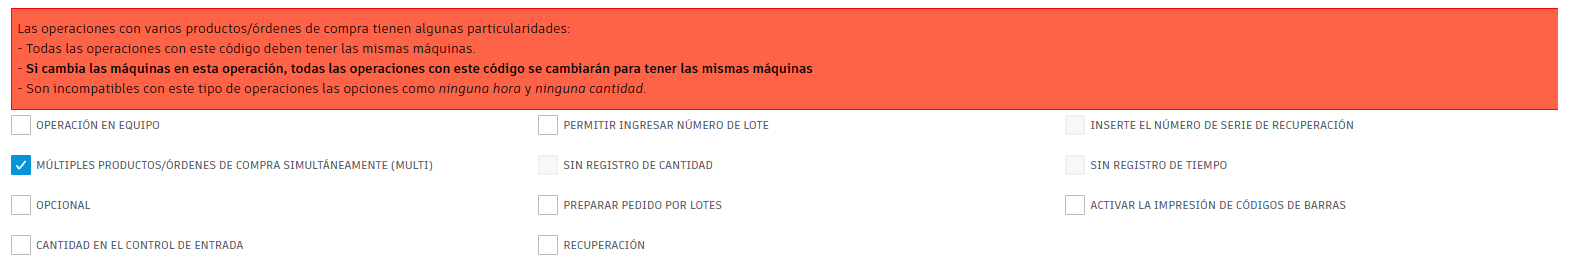 Las operaciones con varios productos/órdenes de compra tienen algunas particularidades:
- Todas las operaciones con este código deben tener las mismas máquinas.
- Si cambia las máquinas en esta operación, todas las operaciones con este código se cambiarán para tener las mismas máquinas
- Son incompatibles con este tipo de operaciones las opciones como ninguna hora y ninguna cantidad.
OPERACIÓN EN EQUIPO
PERMITIR INGRESAR NÚMERO DE LOTE
INSERTE EL NÚMERO DE SERIE DE RECUPERACIÓN
MÚLTIPLES PRODUCTOS/ÓRDENES DE COMPRA SIMULTÁNEAMENTE (MULTI)
SIN REGISTRO DE CANTIDAD
SIN REGISTRO DE TIEMPO
OPCIONAL
PREPARAR PEDIDO POR LOTES
ACTIVAR LA IMPRESIÓN DE CÓDIGOS DE BARRAS
CANTIDAD EN EL CONTROL DE ENTRADA
RECUPERACIÓN